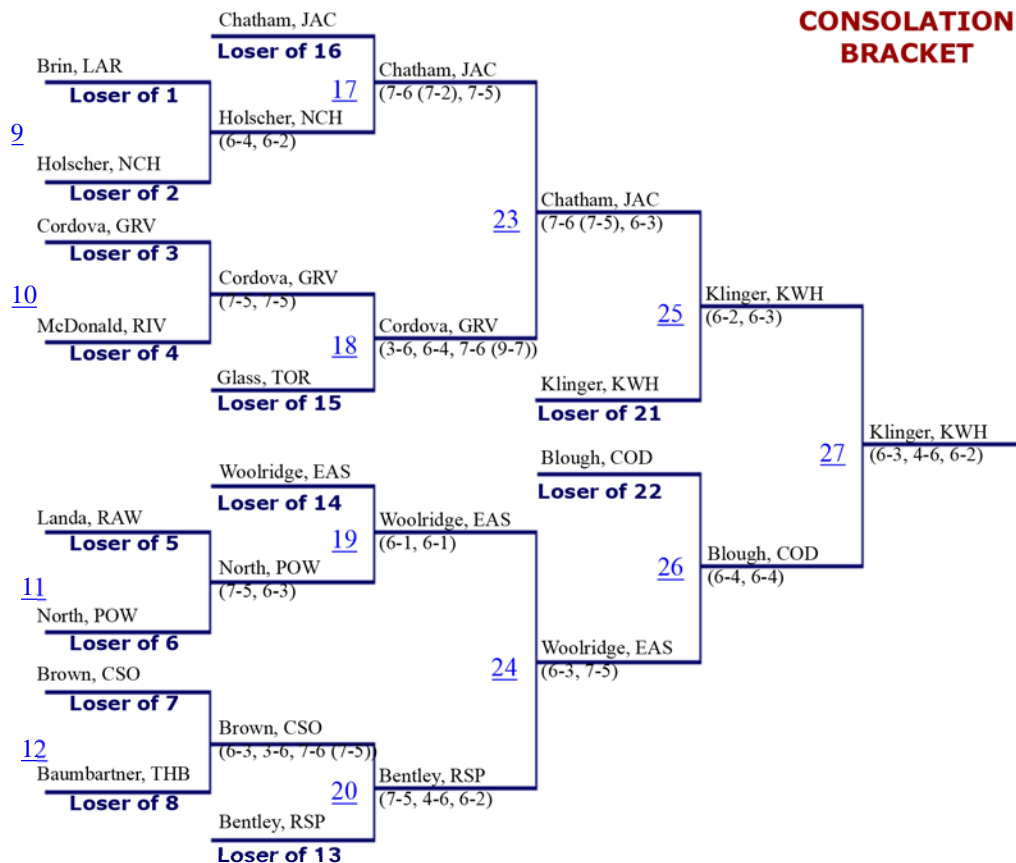 CONSOLATION
BRACKET
Chatham, JAC
Loser of 16
Brin, LAR
Loser of 1
17
Chatham, JAC
(7-6 (7-2), 7-5)
9
Holscher, NCH
(6-4, 6-2)
Holscher, NCH
Loser of 2
23
Chatham, JAC
(7-6 (7-5), 6-3)
Cordova, GRV
Loser of 3
10
Cordova, GRV
(7-5, 7-5)
McDonald, RIV
Loser of 4
18
Cordova, GRV
(3-6, 6-4, 7-6 (9-7))
Glass, TOR
Loser of 15
25
Klinger, KWH
(6-2, 6-3)
Klinger, KWH
Loser of 21
27
Klinger, KWH
(6-3, 4-6, 6-2)
Blough, COD
Loser of 22
Woolridge, EAS
Loser of 14
Landa, RAW
Loser of 5
19
Woolridge, EAS
(6-1, 6-1)
11
North, POW
(7-5, 6-3)
North, POW
Loser of 6
26
Blough, COD
(6-4, 6-4)
24
Woolridge, EAS
(6-3, 7-5)
Brown, CSO
Loser of 7
12
Brown, CSO
(6-3, 3-6, 7-6 (7-5))
Baumbartner, THB
Loser of 8
20
Bentley, RSP
(7-5, 4-6, 6-2)
Bentley, RSP
Loser of 13